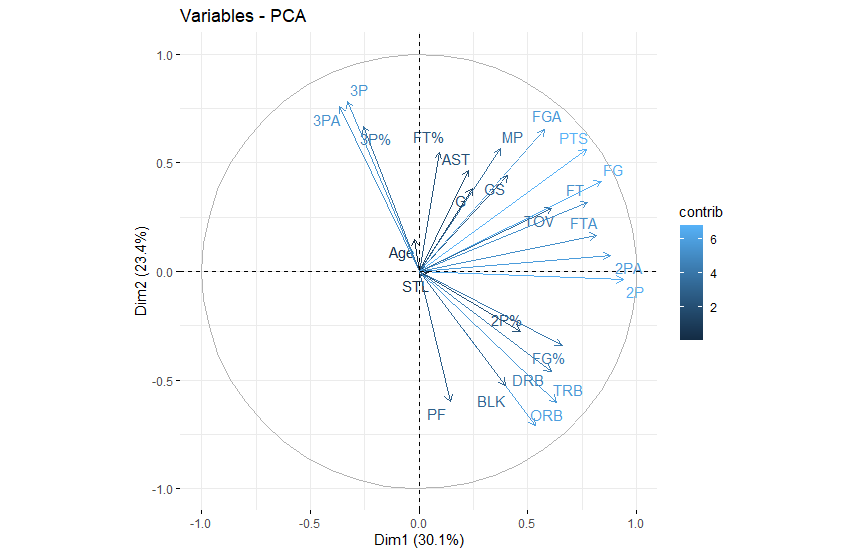 Variables - PCA
1.0
3P
3PA
FGA
3P%
FT%
MP
PTS
0.5
AST
FG
GS
FT
G
TOV
FTA
contrib
6
4
2
Age
0.0
2PA
STL
2P
Dim2 (23.4%)
2P%
FG%
-0.5
DRB
TRB
BLK
PF
ORB
-1.0
-1.0
-0.5
0.0
0.5
1.0
Dim1 (30.1%)